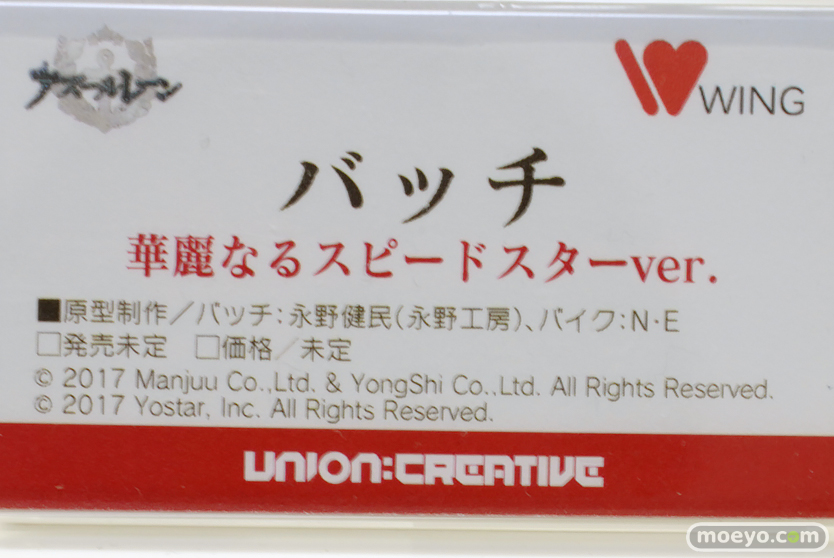 アズールレーン
WING
バッチ
華麗なるスピードスターver.
■原型制作／バッチ：永野健民（永野工房）、バイク：N・E
□発売未定　□価格／未定
© 2017 Manjuu Co.,Ltd. & YongShi Co.,Ltd. All Rights Reserved.
© 2017 Yostar, Inc. All Rights Reserved.
UNION:CREATIVE
moeyo.com